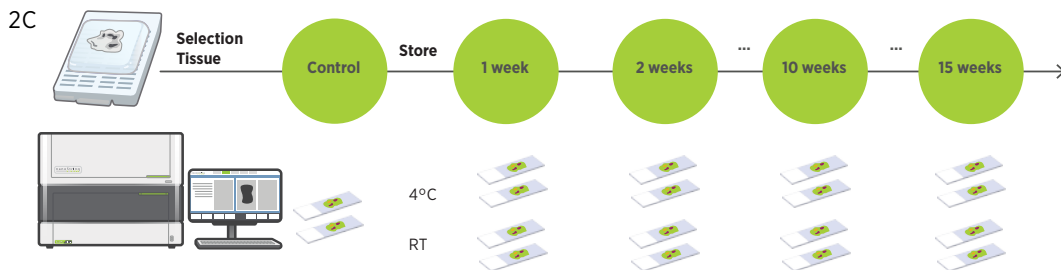 2C
Selection
Tissue
Control
Store
1 week
2 weeks
...
10 weeks
...
15 weeks
4°C
RT